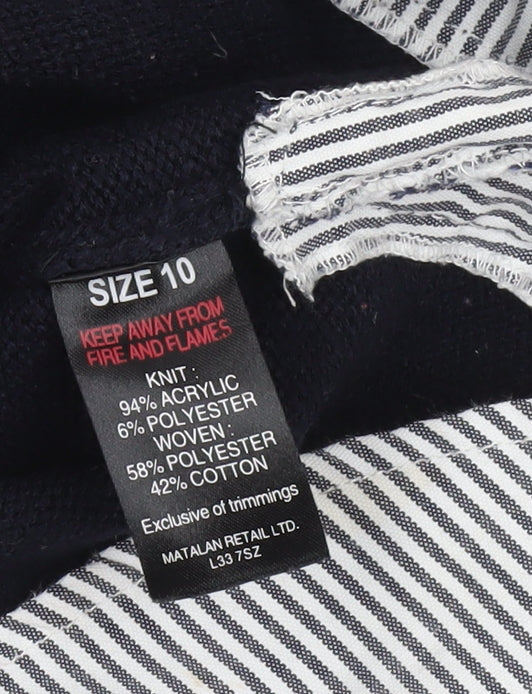 SIZE 10
KEEP AWAY FROM
FIRE AND FLAMES
KNIT :
94% ACRYLIC
6% POLYESTER
WOVEN :
58% POLYESTER
42% COTTON
Exclusive of trimmings
MATALAN RETAIL LTD.
L33 7SZ